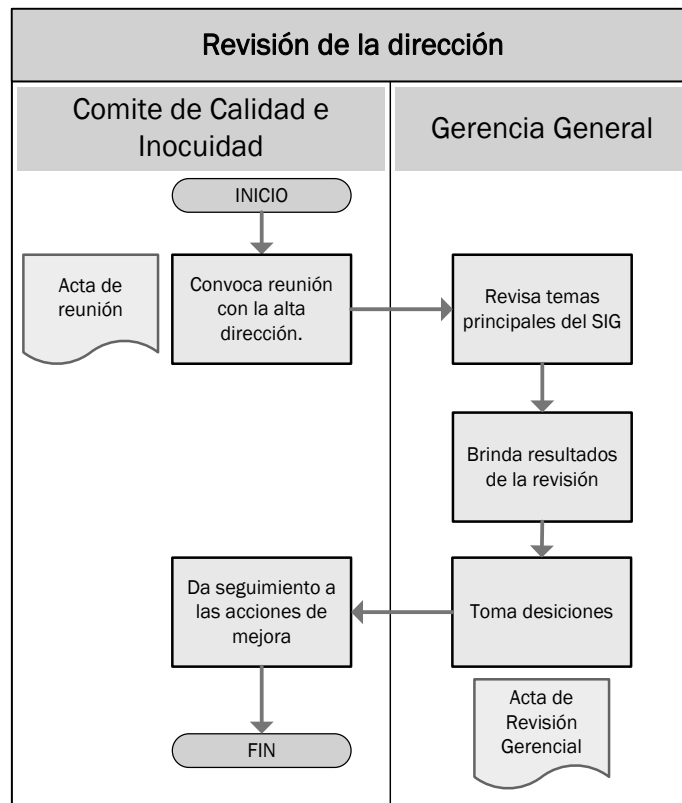 Revisión de la dirección
Comite de Calidad e
Inocuidad
Gerencia General
INICIO
Acta de
reunión
Convoca reunión
con la alta
dirección.
Revisa temas
principales del SIG
Brinda resultados
de la revisión
Da seguimiento a
las acciones de
mejora
Toma desiciones
Acta de
Revisión
Gerencial
FIN